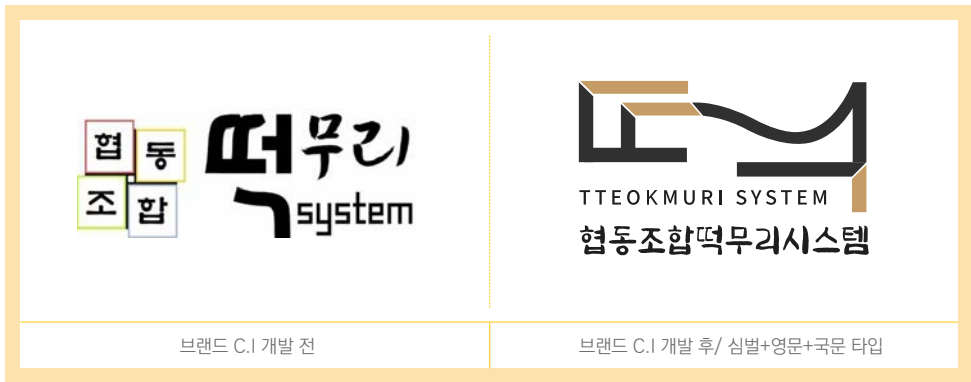 협동
조합
떡무리
system
떡
TTEOKMURI SYSTEM
협동조합떡무리시스템
브랜드 C.I 개발 전
브랜드 C.I 개발 후/ 심벌+영문+국문 타입